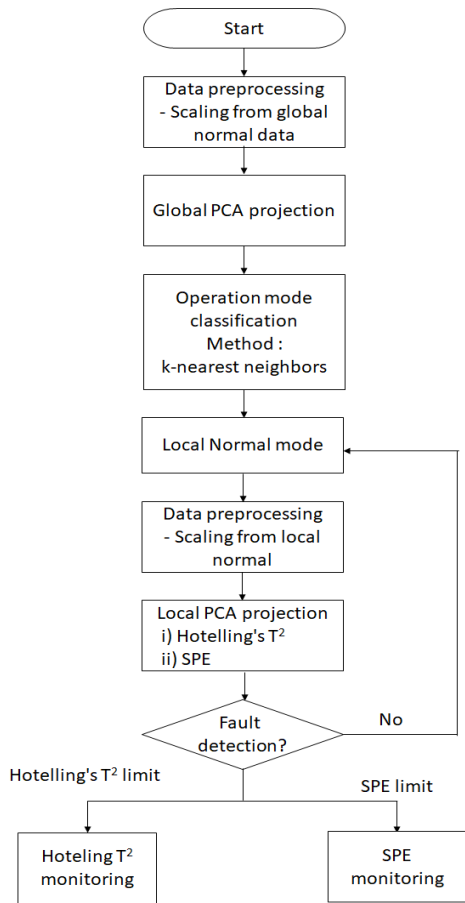 Start
Data preprocessing
- Scaling from global
normal data
Global PCA projection
Operation mode
classification
Method :
k-nearest neighbors
Local Normal mode
Data preprocessing
- Scaling from local
normal
Local PCA projection
i) Hotelling's T²
ii) SPE
Fault
detection?
No
Hotelling's T² limit
SPE limit
Hoteling T²
monitoring
SPE
monitoring